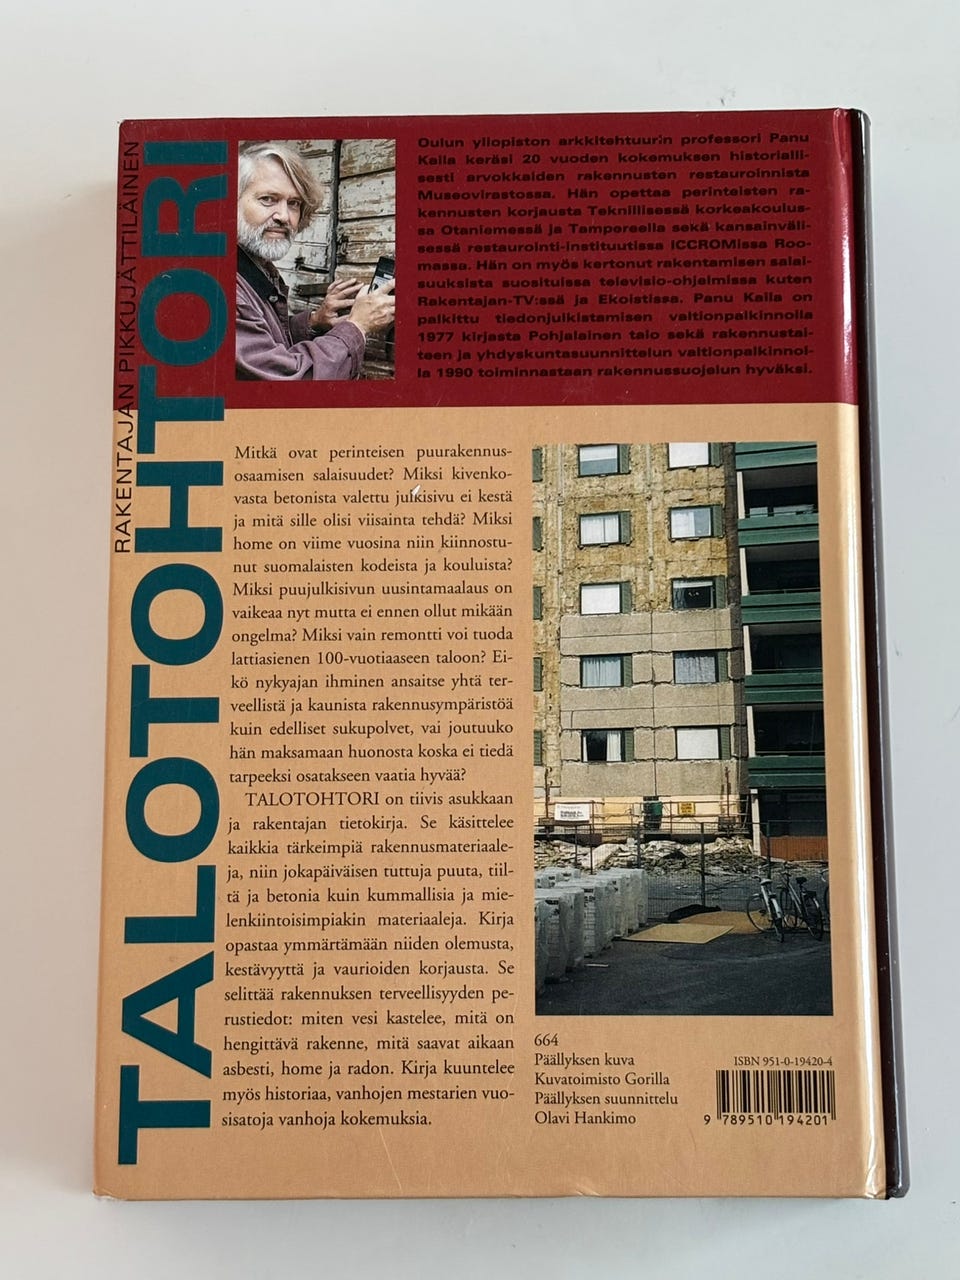 RAKENTAJAN PIKKUJÄTTILÄINEN
TALOTOHTORI
Oulun yliopiston arkkitehtuurin professori Panu
Kaila keräsi 20 vuoden kokemuksen historialli-
sesti arvokkaiden rakennusten restauroinnista
Museovirastossa. Hän opettaa perinteisten ra-
kennusten korjausta Teknillisessä korkeakoulus-
sa Otaniemessä ja Tampereella sekä kansainväli-
sessä restaurointi-instituutissa ICCROMissa Roo-
massa. Hän on myös kertonut rakentamisen salai-
suuksista suosituissa televisio-ohjelmissa kuten
Rakentajan-TV:ssä ja Ekoistissa. Panu Kaila on
palkittu tiedonjulkistamisen valtionpalkinnolla
1977 kirjasta Pohjalainen talo sekä rakennustai-
teen ja yhdyskuntasuunnittelun valtionpalkinnol-
la 1990 toiminnastaan rakennussuojelun hyväksi.
Mitkä ovat perinteisen puurakennus-
osaamisen salaisuudet? Miksi kivenko-
vasta betonista valettu julkisivu ei kestä
ja mitä sille olisi viisainta tehdä? Miksi
home on viime vuosina niin kiinnostu-
nut suomalaisten kodeista ja kouluista?
Miksi puujulkisivun uusintamaalaus on
vaikeaa nyt mutta ei ennen ollut mikään
ongelma? Miksi vain remontti voi tuoda
lattiasienen 100-vuotiaaseen taloon? Ei-
kö nykyajan ihminen ansaitse yhtä ter-
veellistä ja kaunista rakennusympäristöä
kuin edelliset sukupolvet, vai joutuuko
hän maksamaan huonosta koska ei tiedä
tarpeeksi osatakseen vaatia hyvää?
TALOTOHTORI on tiivis asukkaan
ja rakentajan tietokirja. Se käsittelee
kaikkia tärkeimpiä rakennusmateriaale-
ja, niin jokapäiväisen tuttuja puuta, tiil-
tä ja betonia kuin kummallisia ja mie-
lenkiintoisimpiakin materiaaleja. Kirja
opastaa ymmärtämään niiden olemusta,
kestävyyttä ja vaurioiden korjausta. Se
selittää rakennuksen terveellisyyden pe-
rustiedot: miten vesi kastelee, mitä on
hengittävä rakenne, mitä saavat aikaan
asbesti, home ja radon. Kirja kuuntelee
myös historiaa, vanhojen mestarien vuo-
sisatoja vanhoja kokemuksia.
664
Päällyksen kuva
Kuvatoimisto Gorilla
Päällyksen suunnittelu
Olavi Hankimo
ISBN 951-0-19420-4
9 789510 194201